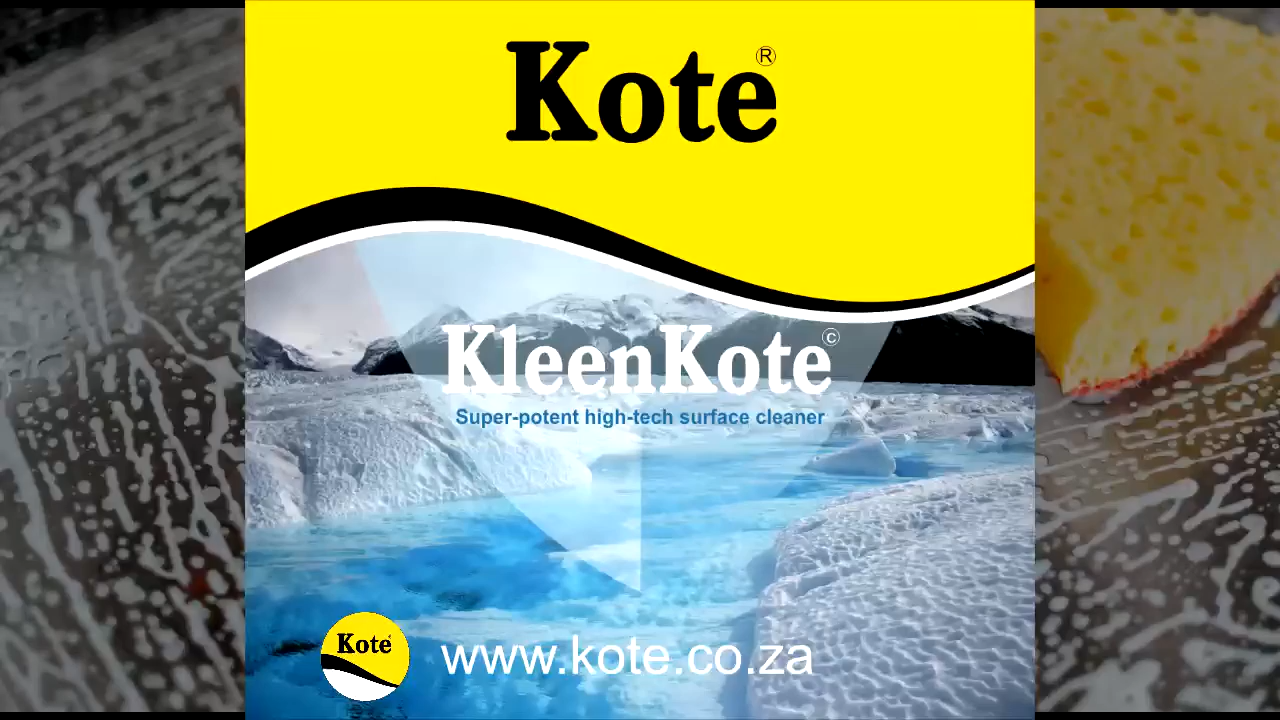 Kote®
KleenKote©
Super-potent high-tech surface cleaner
Kote
www.kote.co.za